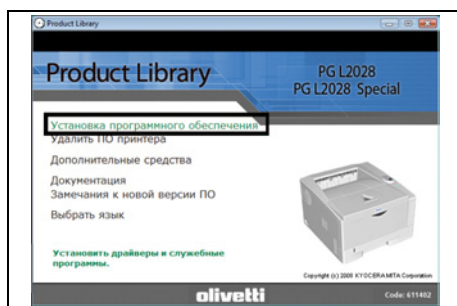 Product Library
Product Library
PG L2028
PG L2028 Special
Установка программного обеспечения
Удалить ПО принтера
Дополнительные средства
Документация
Замечания к новой версии ПО
Выбрать язык
Установить драйверы и служебные
программы.
Copyright (c) 2008 KYOCERA MITA Corporation
olivetti
Code: 611402